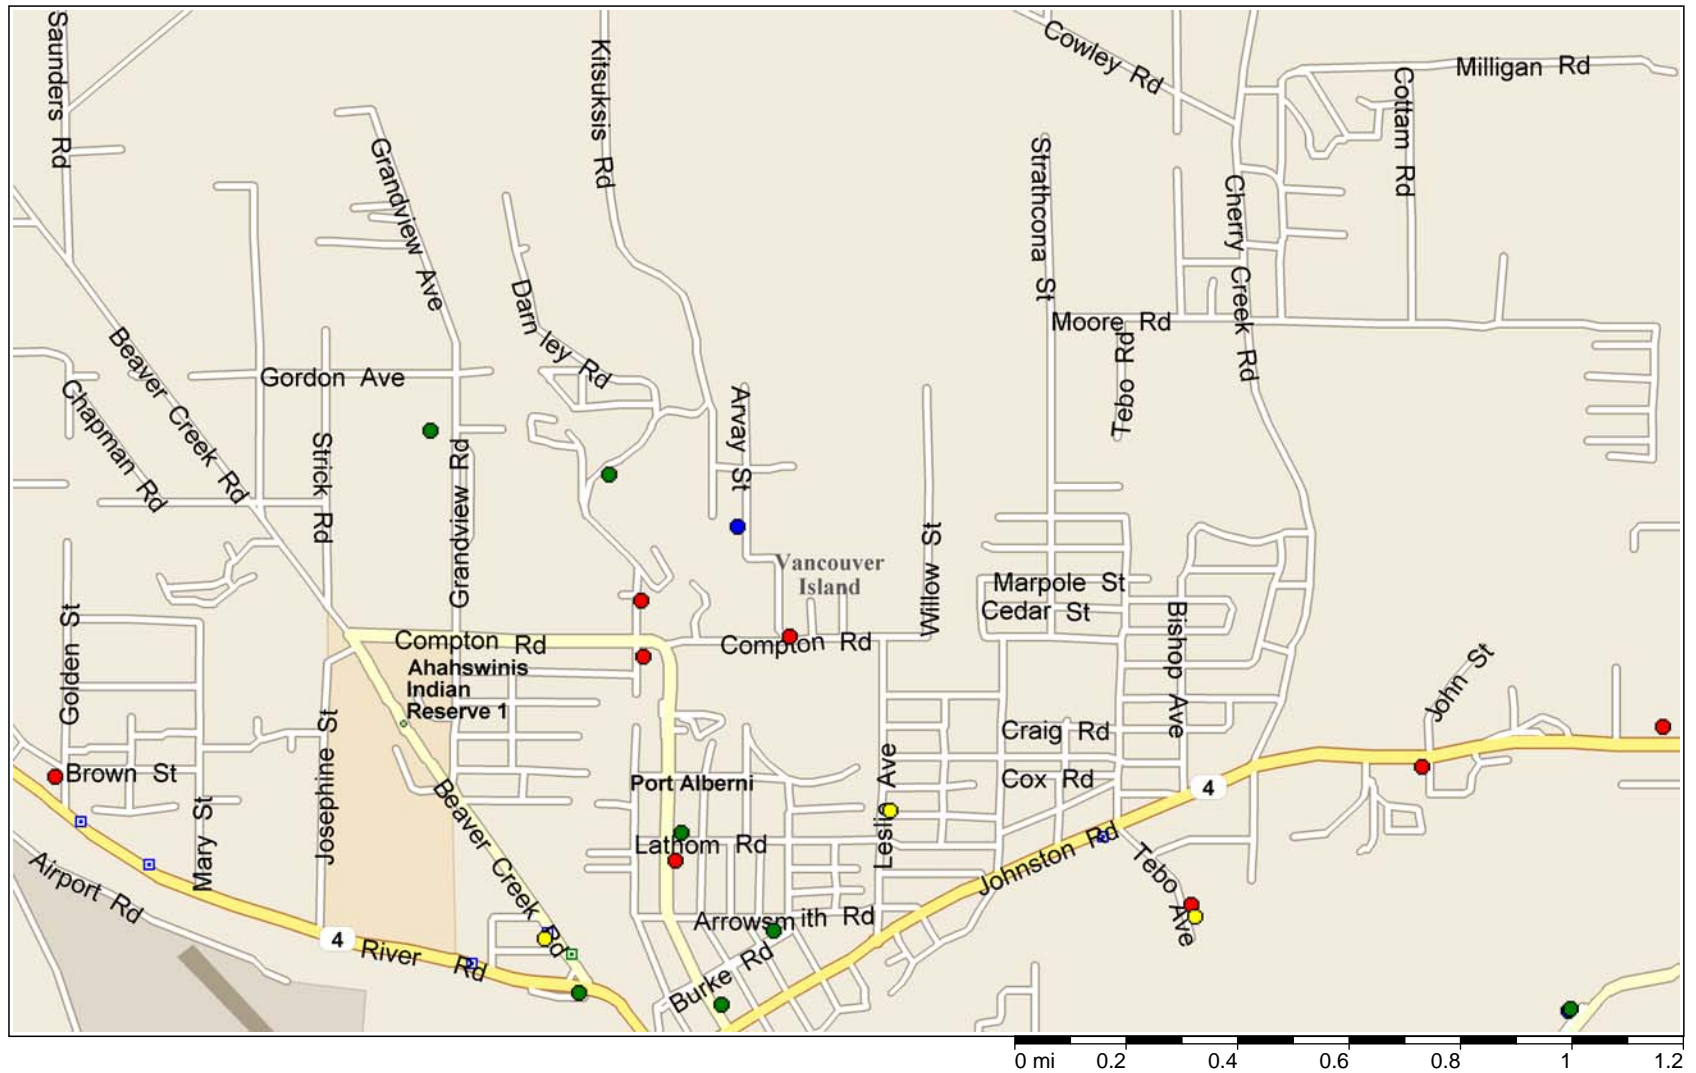 Saunders Rd
Kitsuksis Rd
Cowley Rd
Milligan Rd
Cottam Rd
Grandview Ave
Strathcona St
Cherry Creek Rd
Darn ley Rd
Moore Rd
Tebo Rd
Beaver Creek Rd
Gordon Ave
Chapman Rd
Arvay St
Strick Rd
Grandview Rd
Willow St
Vancouver
Island
Marpole St
Cedar St
Bishop Ave
Golden St
Compton Rd
Compton Rd
Ahahswinis
Indian
Reserve 1
John St
Josephine St
Craig Rd
Brown St
Cox Rd
Leslie Ave
Port Alberni
4
Mary St
Beaver Creek Rd
Lathom Rd
Johnston Rd
Tebo Ave
Airport Rd
Arrowsmith Rd
4
River Rd
Burke Rd
0 mi 0.2 0.4 0.6 0.8 1 1.2